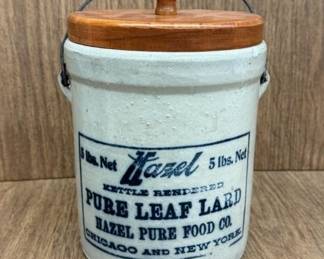 5 lbs. Net Hazel 5 lbs. Net
KETTLE RENDERED
PURE LEAF LARD
HAZEL PURE FOOD CO.
CHICAGO AND NEW YORK.